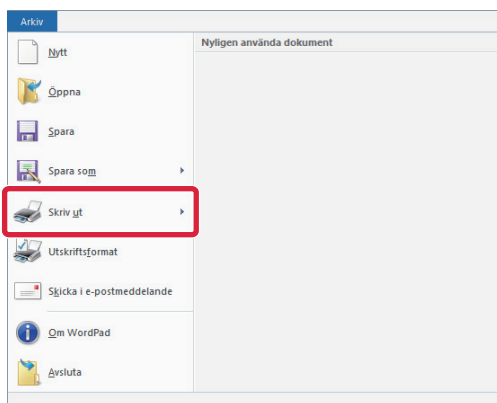 Arkiv
Nyligen använda dokument
Nytt
Öppna
Spara
Spara som
Skriv ut
Utskriftsformat
Skicka i e-postmeddelande
Om WordPad
Avsluta